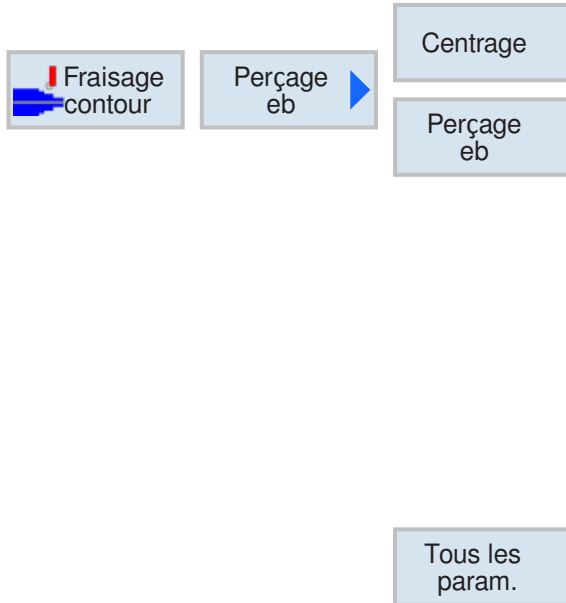 Fraisage
contour
Perçage
eb
Centrage
Perçage
eb
Tous les
param.